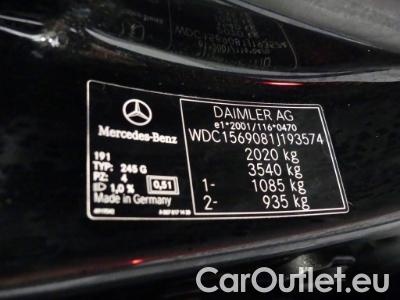 DAIMLER AG
e1*2001/116*0470
WDC1569081J193574
2020 kg
3540 kg
1- 1085 kg
2- 935 kg
Mercedes-Benz
191
TYP: 245 G
PZ: 4
1,0% 0,51
Made in Germany
CarOutlet.eu